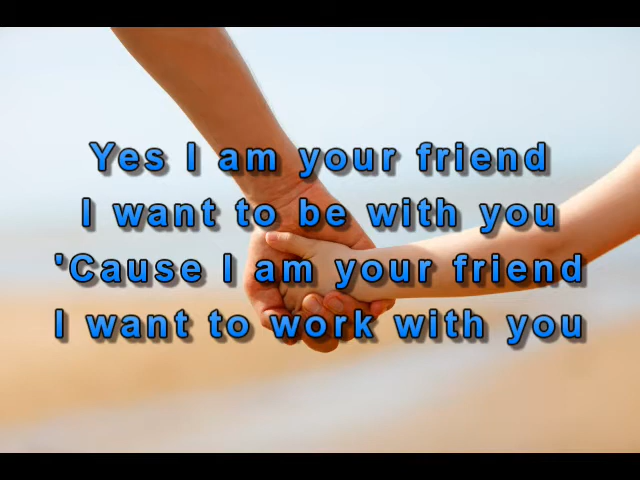 Yes I am your friend
I want to be with you
'Cause I am your friend
I want to work with you